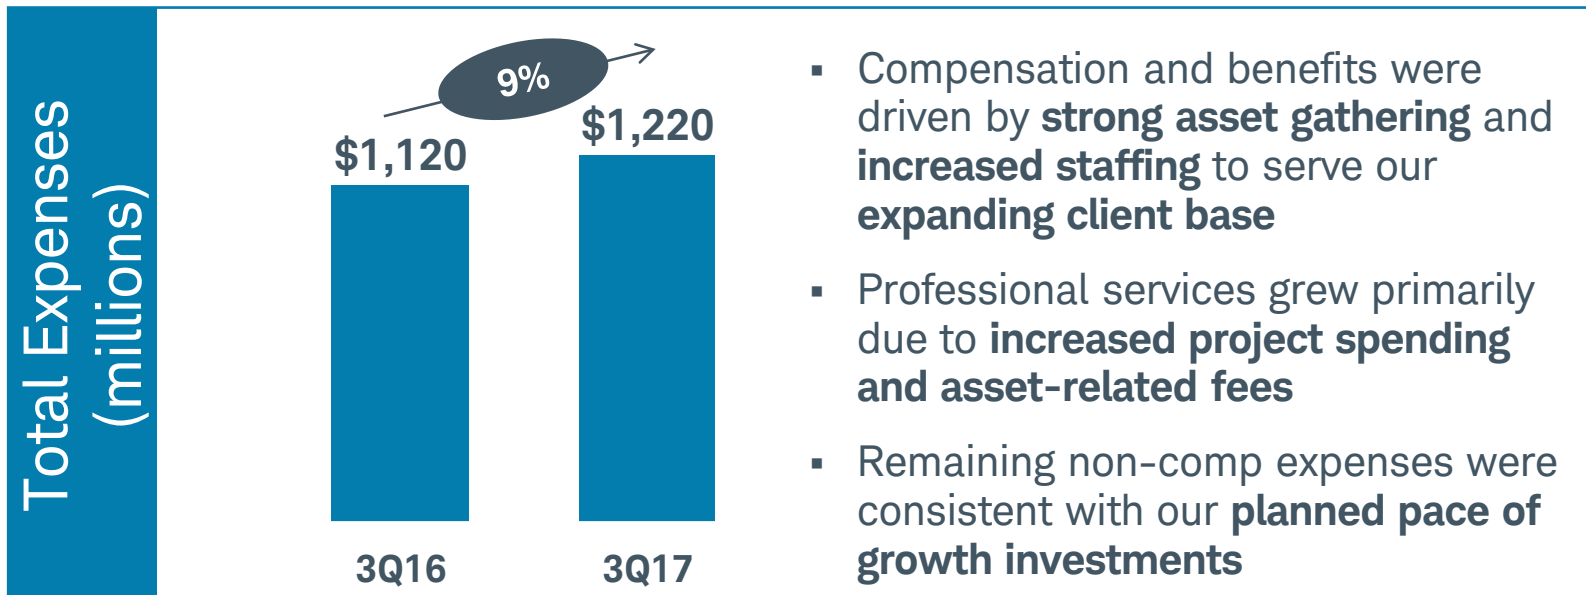 Total Expenses
(millions)
9%
$1,120
$1,220
3Q16
3Q17
▪ Compensation and benefits were
driven by strong asset gathering and
increased staffing to serve our
expanding client base
▪ Professional services grew primarily
due to increased project spending
and asset-related fees
▪ Remaining non-comp expenses were
consistent with our planned pace of
growth investments